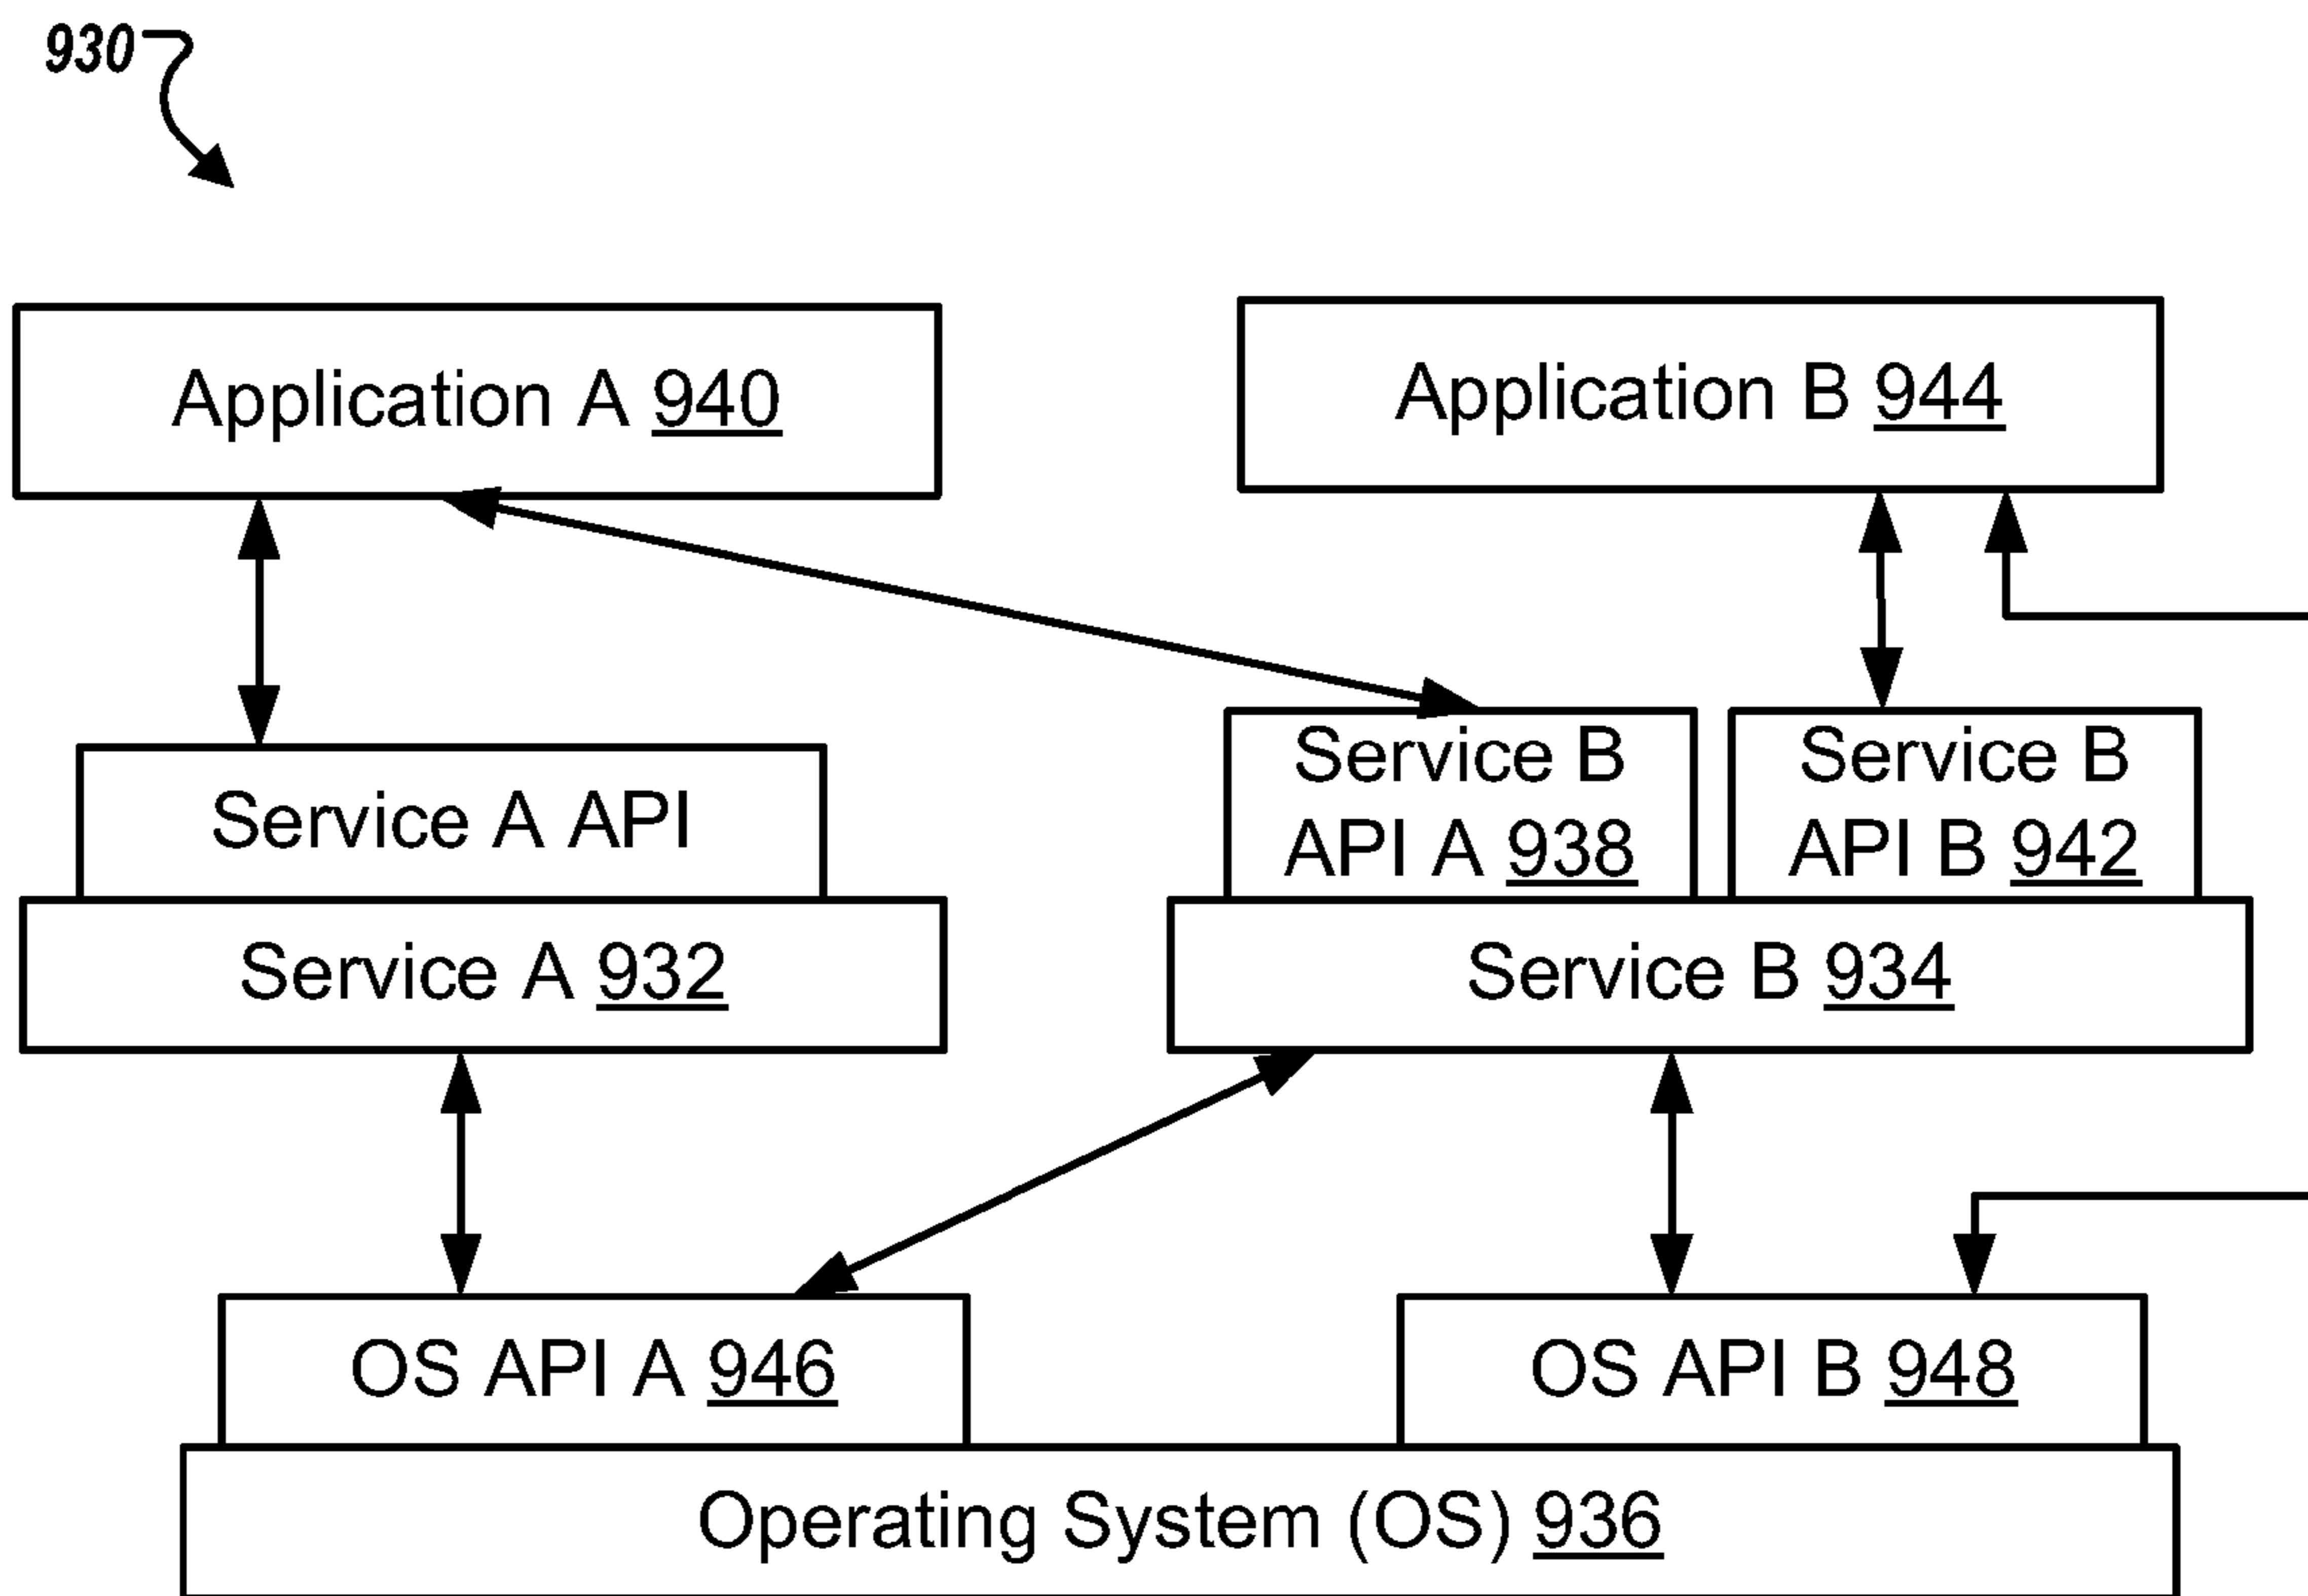 930
Application A 940
Application B 944
Service A API
Service B
API A 938
Service B
API B 942
Service A 932
Service B 934
OS API A 946
OS API B 948
Operating System (OS) 936